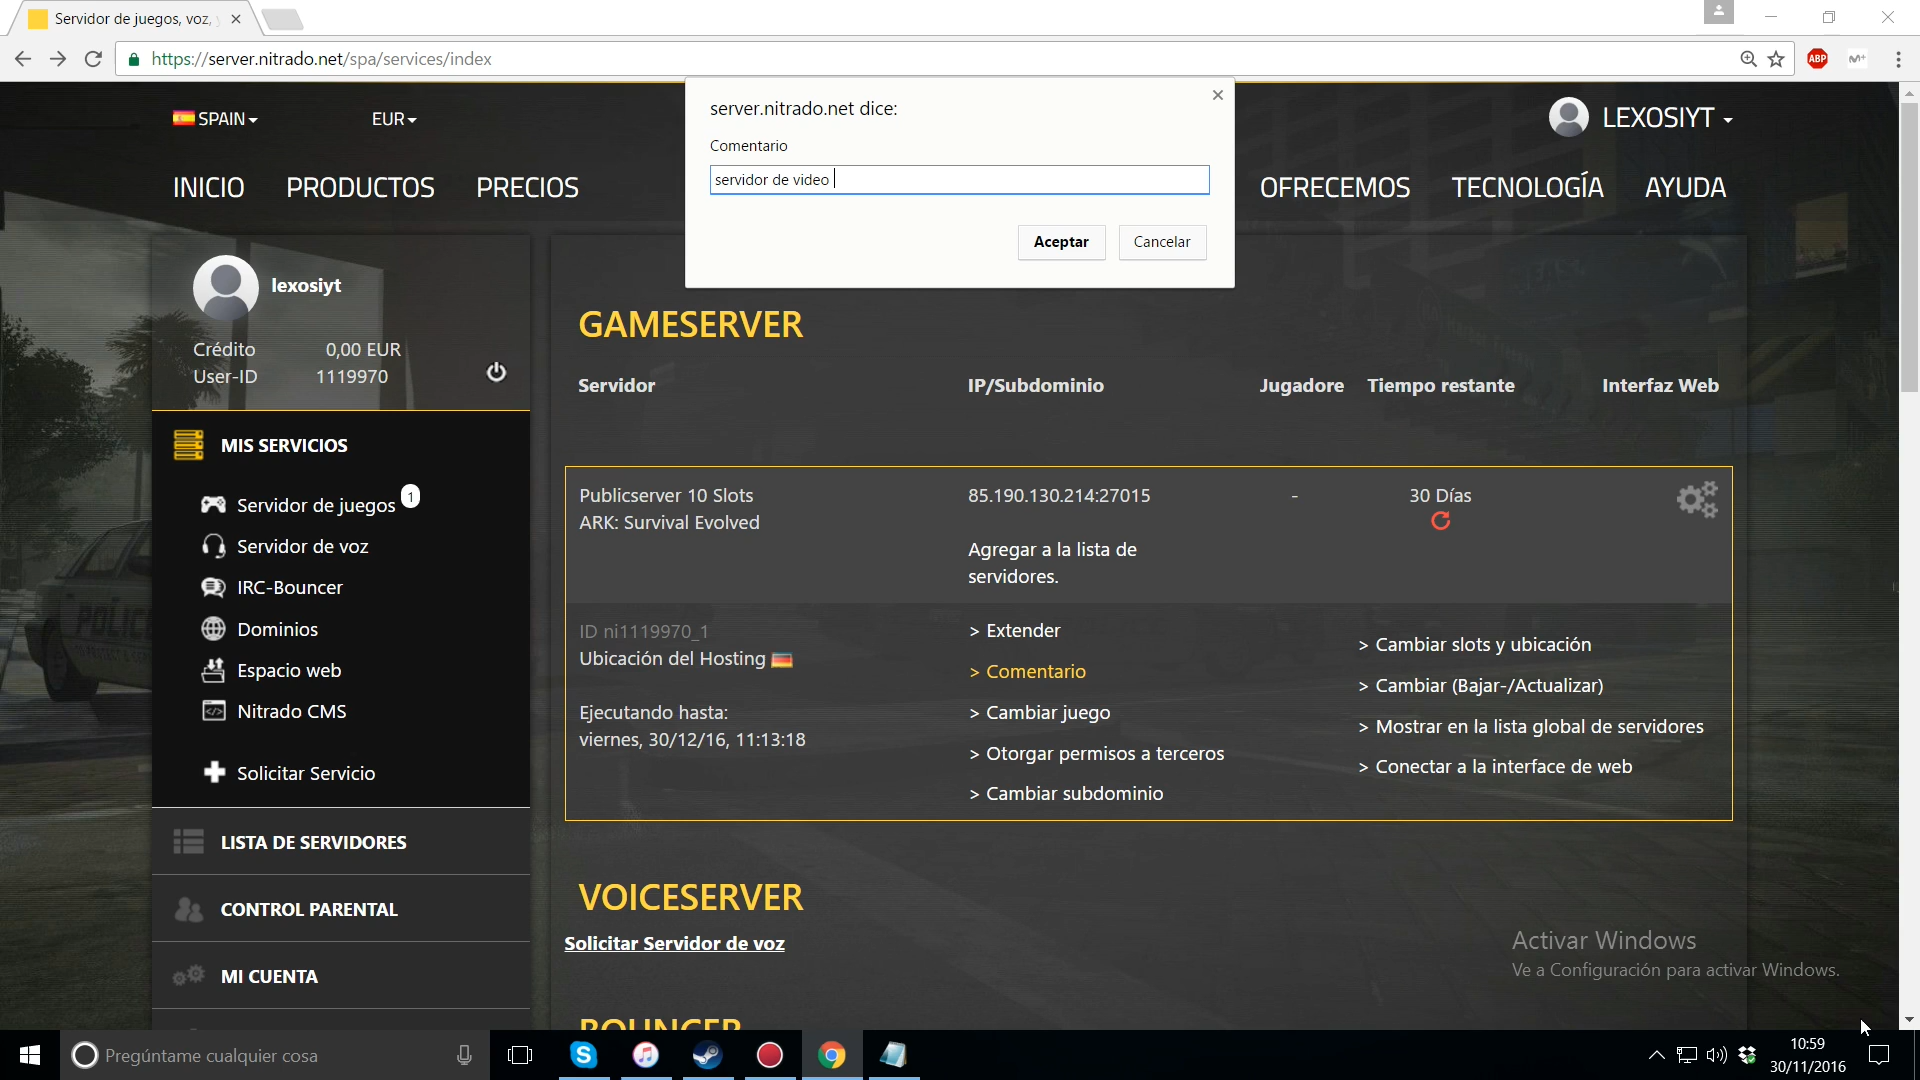 Servidor de juegos, voz,
https://server.nitrado.net/spa/services/index
ABP
SPAIN
EUR
LEXOSIYT
INICIO
PRODUCTOS
PRECIOS
OFRECEMOS
TECNOLOGÍA
AYUDA
server.nitrado.net dice:
Comentario
servidor de video
Aceptar
Cancelar
lexosiyt
Crédito 0,00 EUR
User-ID 1119970
MIS SERVICIOS
Servidor de juegos 1
Servidor de voz
IRC-Bouncer
Dominios
Espacio web
Nitrado CMS
Solicitar Servicio
LISTA DE SERVIDORES
CONTROL PARENTAL
MI CUENTA
GAMESERVER
Servidor IP/Subdominio Jugadore Tiempo restante Interfaz Web
Publicserver 10 Slots
ARK: Survival Evolved
85.190.130.214:27015
Agregar a la lista de
servidores.
-
30 Días
ID ni1119970_1
Ubicación del Hosting
Ejecutando hasta:
viernes, 30/12/16, 11:13:18
> Extender
> Comentario
> Cambiar juego
> Otorgar permisos a terceros
> Cambiar subdominio
> Cambiar slots y ubicación
> Cambiar (Bajar-/Actualizar)
> Mostrar en la lista global de servidores
> Conectar a la interface de web
VOICESERVER
Solicitar Servidor de voz
BOUNCER
Activar Windows
Ve a Configuración para activar Windows.
Pregúntame cualquier cosa
10:59
30/11/2016